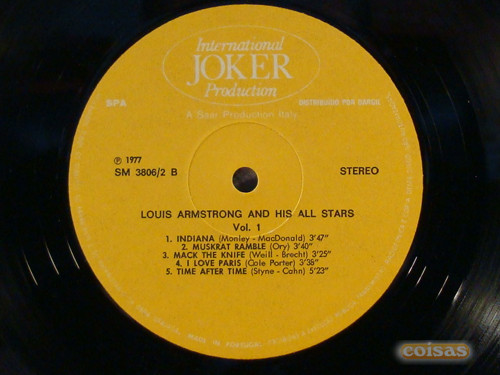 International
JOKER
Production
SPA
DISTRIBUIDO POR DARGIL
A Saar Production Italy
℗ 1977
SM 3806/2 B
STEREO
LOUIS ARMSTRONG AND HIS ALL STARS
Vol. 1
1. INDIANA (Monley - MacDonald) 3'47"
2. MUSKRAT RAMBLE (Ory) 3'40"
3. MACK THE KNIFE (Weill - Brecht) 3'25"
4. I LOVE PARIS (Cole Porter) 3'38"
5. TIME AFTER TIME (Styne - Cahn) 5'23"
MADE IN PORTUGAL
coisas